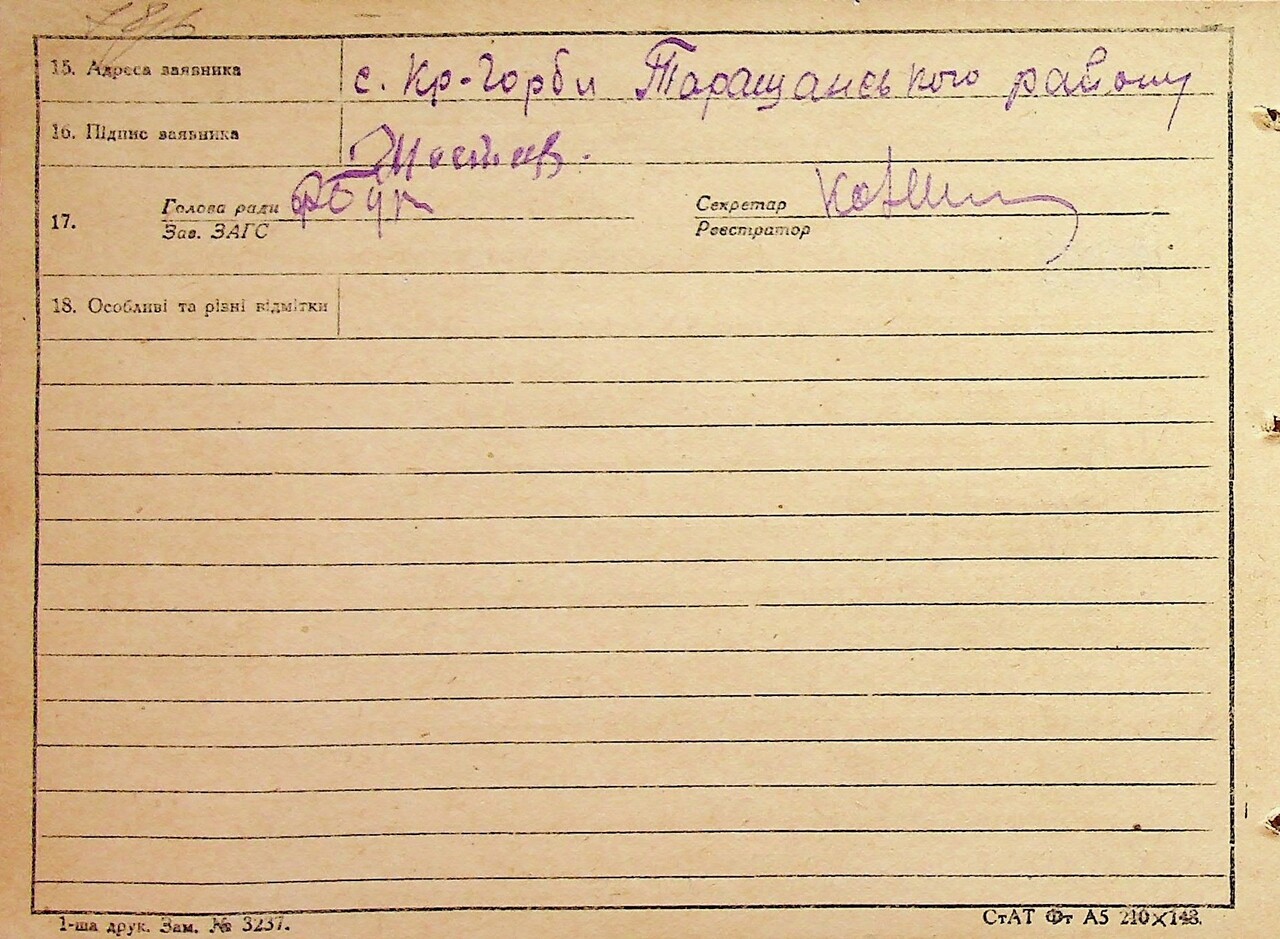 15. Адреса заявника с. Кр-Горби Таращанського району
16. Підпис заявника
17. Голова ради Секретар
Зав. ЗАГС Реєстратор
18. Особливі та різні відмітки
1-ша друк. Зам. № 3237. СтАТ Фт А5 210×148.